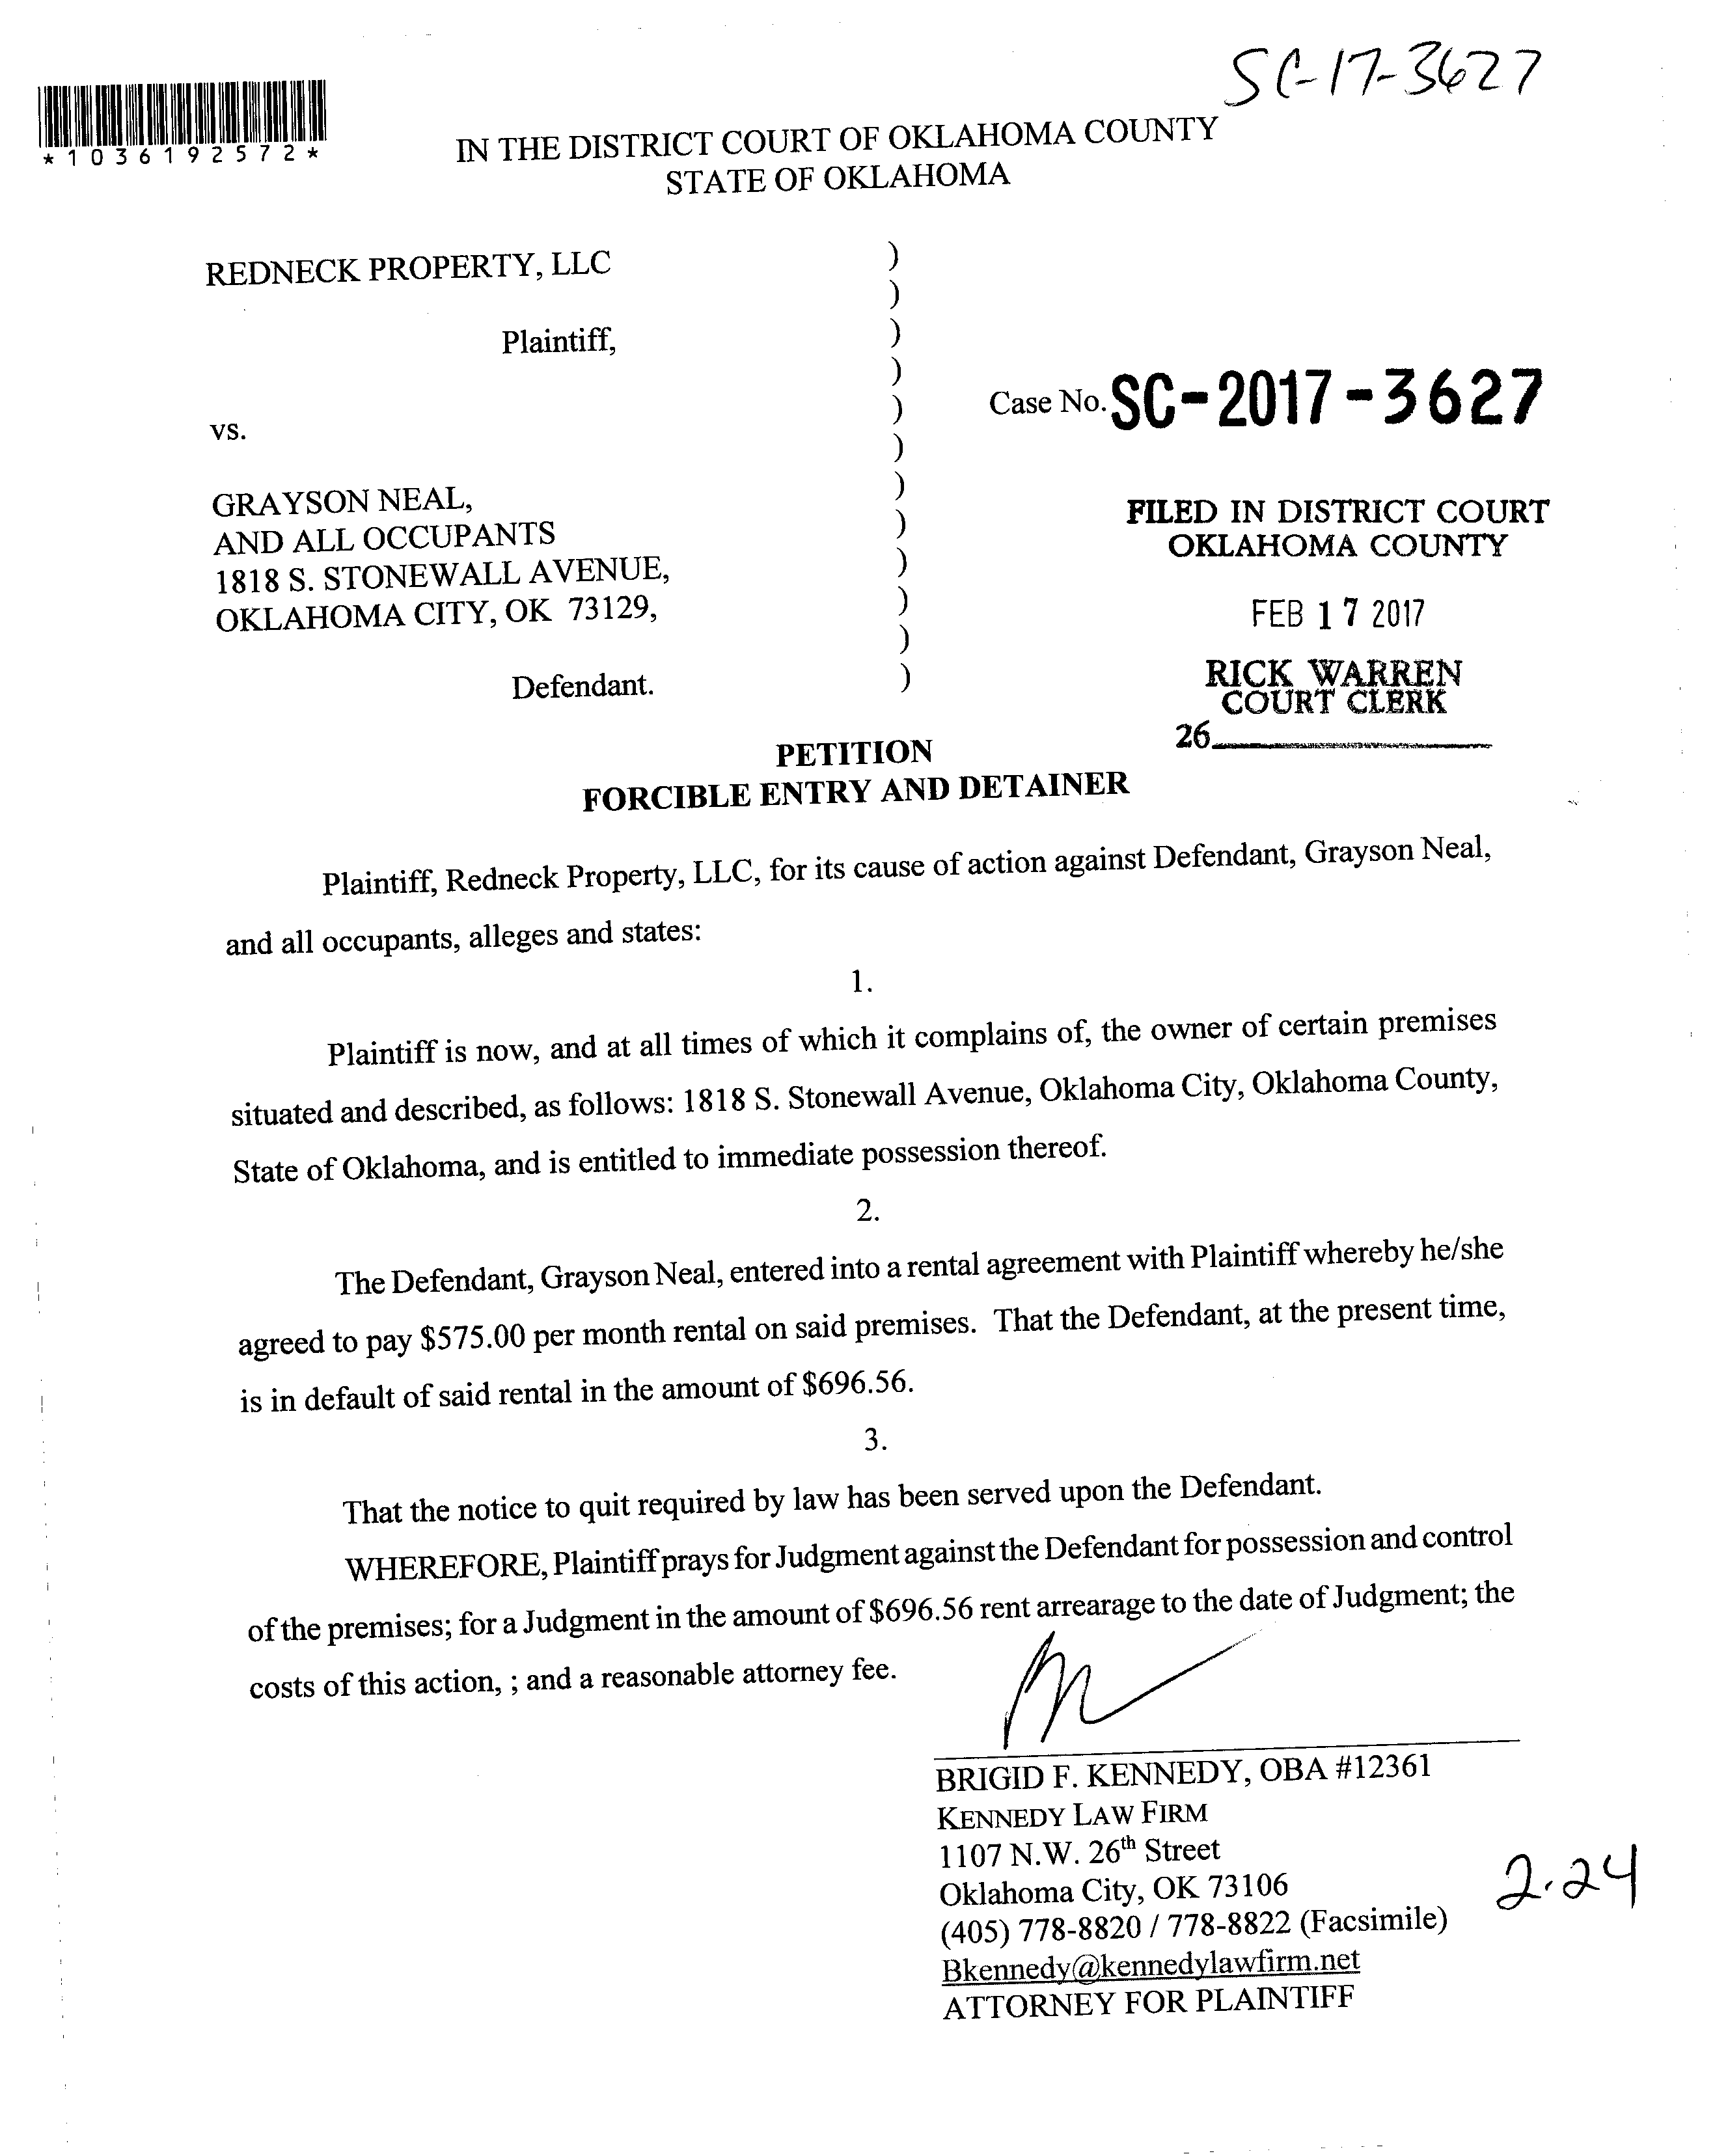 SC-17-3627
*1036192572*
IN THE DISTRICT COURT OF OKLAHOMA COUNTY
STATE OF OKLAHOMA
REDNECK PROPERTY, LLC
Plaintiff,
vs.
GRAYSON NEAL,
AND ALL OCCUPANTS
1818 S. STONEWALL AVENUE,
OKLAHOMA CITY, OK 73129,
Defendant.
)
)
)
)
)
)
)
)
)
)
)
)
Case No. SC-2017-3627
FILED IN DISTRICT COURT
OKLAHOMA COUNTY
FEB 17 2017
RICK WARREN
COURT CLERK
26
PETITION
FORCIBLE ENTRY AND DETAINER
Plaintiff, Redneck Property, LLC, for its cause of action against Defendant, Grayson Neal,
and all occupants, alleges and states:
1.
Plaintiff is now, and at all times of which it complains of, the owner of certain premises
situated and described, as follows: 1818 S. Stonewall Avenue, Oklahoma City, Oklahoma County,
State of Oklahoma, and is entitled to immediate possession thereof.
2.
The Defendant, Grayson Neal, entered into a rental agreement with Plaintiff whereby he/she
agreed to pay $575.00 per month rental on said premises. That the Defendant, at the present time,
is in default of said rental in the amount of $696.56.
3.
That the notice to quit required by law has been served upon the Defendant.
WHEREFORE, Plaintiff prays for Judgment against the Defendant for possession and control
of the premises; for a Judgment in the amount of $696.56 rent arrearage to the date of Judgment; the
costs of this action, ; and a reasonable attorney fee.
BRIGID F. KENNEDY, OBA #12361
KENNEDY LAW FIRM
1107 N.W. 26th Street
Oklahoma City, OK 73106
(405) 778-8820 / 778-8822 (Facsimile)
Bkennedy@kennedylawfirm.net
ATTORNEY FOR PLAINTIFF
2.24